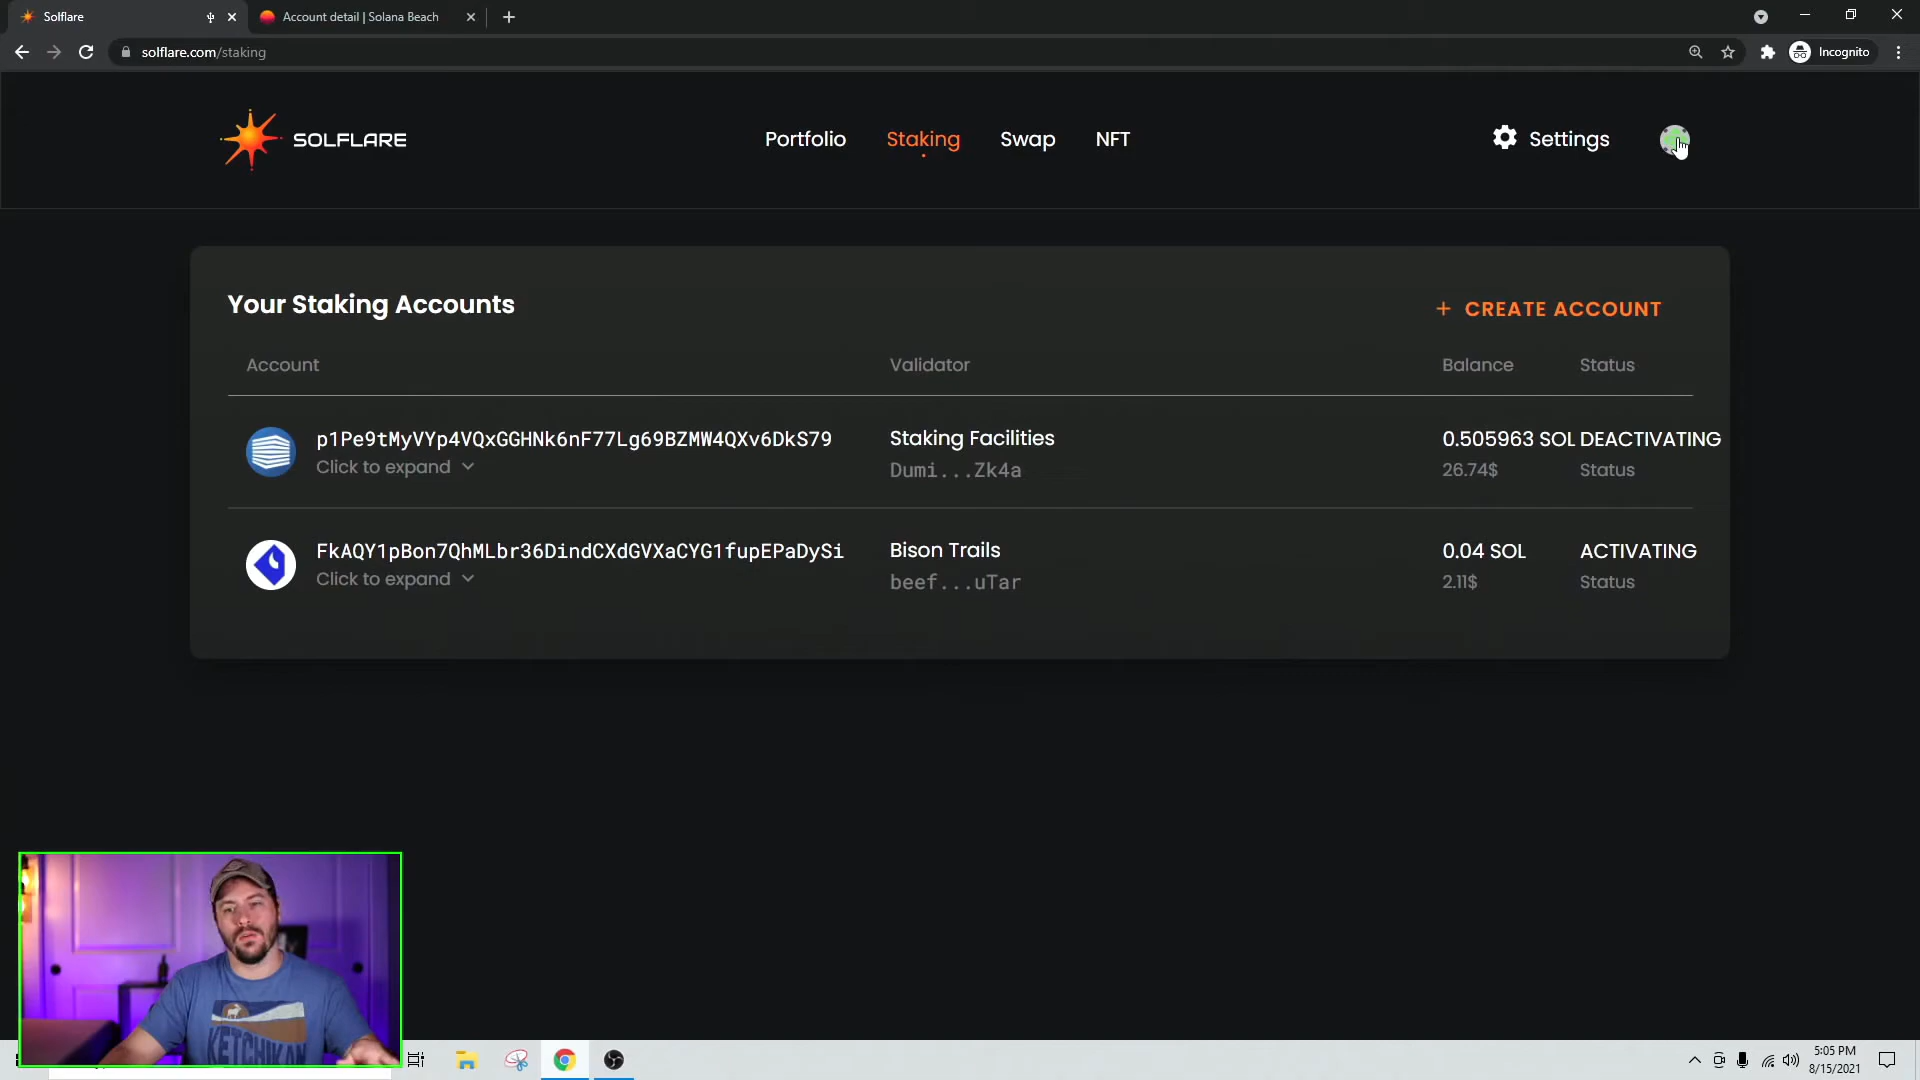 Solflare
Account detail | Solana Beach
solflare.com/staking
Incognito
SOLFLARE
Portfolio
Staking
Swap
NFT
Settings
Your Staking Accounts
+ CREATE ACCOUNT
Account
Validator
Balance
Status
p1Pe9tMyVYp4VQxGGHNk6nF77Lg69BZMW4QXv6DkS79
Staking Facilities
0.505963 SOL
DEACTIVATING
Click to expand
Dumi...Zk4a
26.74$
Status
FkAQY1pBon7QhMLbr36DindCXdGVXaCYG1fupEPaDySi
Bison Trails
0.04 SOL
ACTIVATING
Click to expand
beef...uTar
2.11$
Status
KETCHIKAN
5:05 PM
8/15/2021